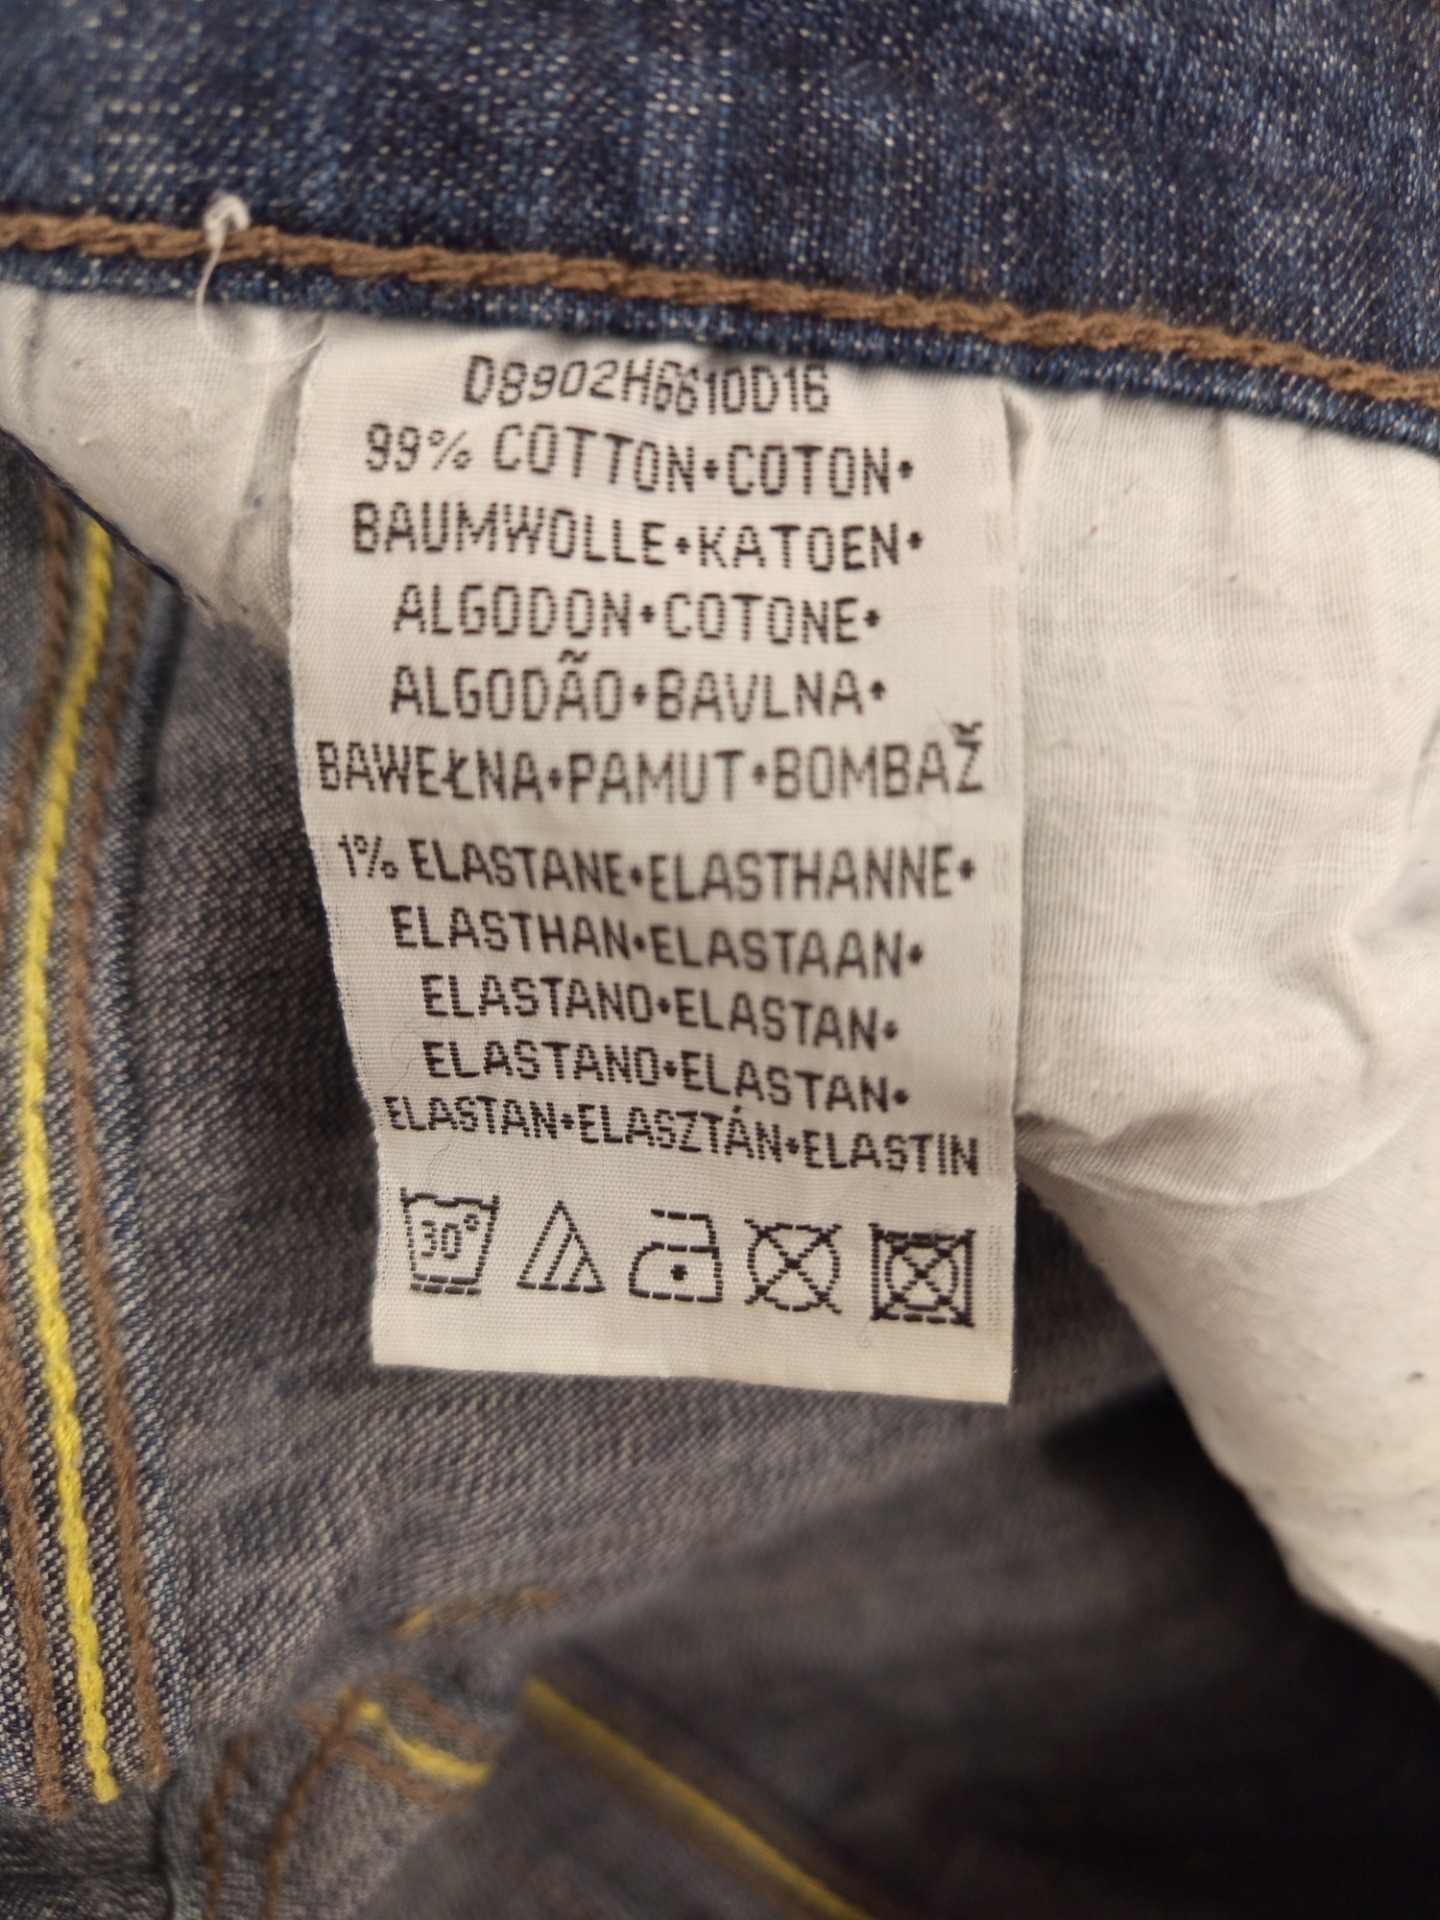 D8902H6610D16
99% COTTON•COTON•
BAUMWOLLE•KATOEN•
ALGODON•COTONE•
ALGODÃO•BAVLNA•
BAWEŁNA•PAMUT•BOMBAŽ
1% ELASTANE•ELASTHANNE•
ELASTHAN•ELASTAAN•
ELASTANO•ELASTAN•
ELASTANO•ELASTAN•
ELASTAN•ELASZTÁN•ELASTIN
30°